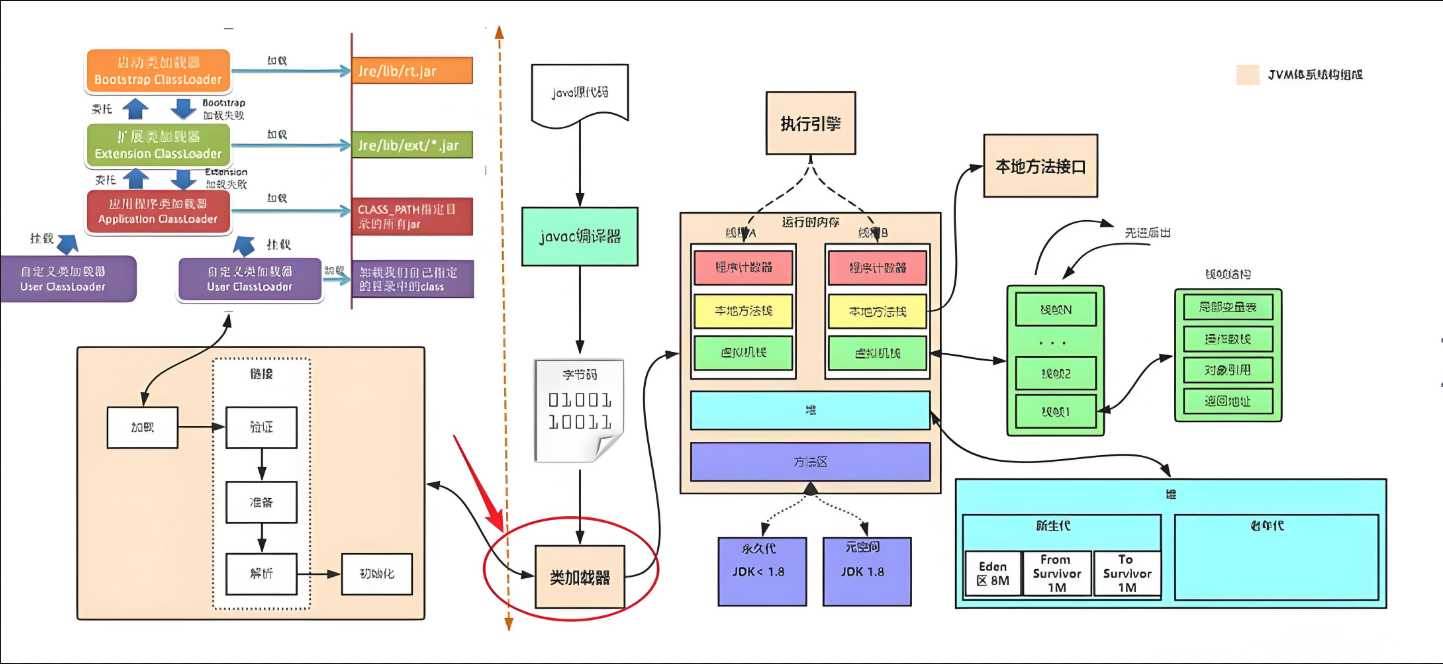 启动类加载器
Bootstrap ClassLoader
加载
Jre/lib/rt.jar
委托
Bootstrap
加载失败
扩展类加载器
Extension ClassLoader
加载
Jre/lib/ext/*.jar
委托
Extension
加载失败
应用程序类加载器
Application ClassLoader
加载
CLASS_PATH指定目
录的所有jar
挂载
挂载
自定义类加载器
User ClassLoader
自定义类加载器
User ClassLoader
加载
加载我们自己指定
的目录中的class
加载
链接
验证
准备
解析
初始化
java源代码
javac编译器
字节码
01001
10011
类加载器
执行引擎
运行时内存
线程A
线程B
程序计数器
程序计数器
本地方法栈
本地方法栈
虚拟机栈
虚拟机栈
堆
方法区
永久代
JDK< 1.8
元空间
JDK 1.8
JVM体系结构组成
本地方法接口
先进后出
栈帧N
. . .
栈帧2
栈帧1
栈帧结构
局部变量表
操作数栈
对象引用
返回地址
堆
新生代
老年代
Eden
区 8M
From
Survivor
1M
To
Survivor
1M